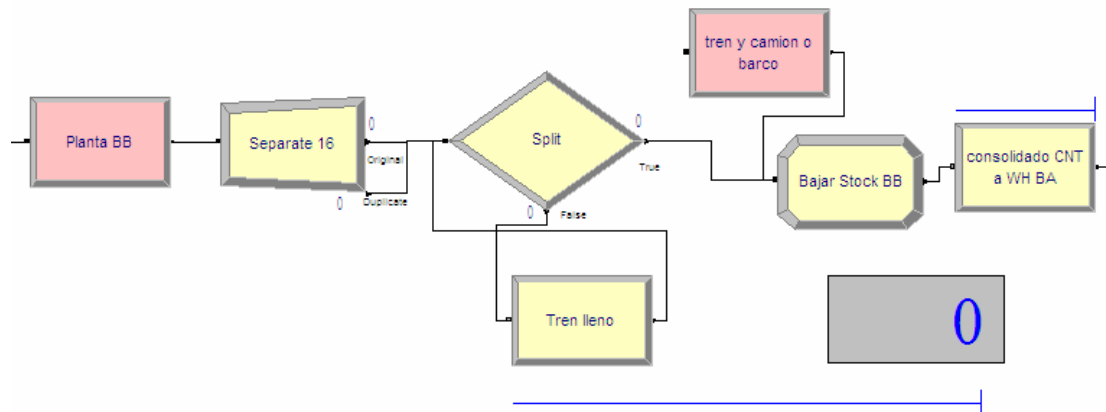 tren y camion o
barco
Planta BB
Separate 16
0
Original
0
Duplicate
Split
0
True
0
False
Bajar Stock BB
consolidado CNT
a WH BA
Tren lleno
0